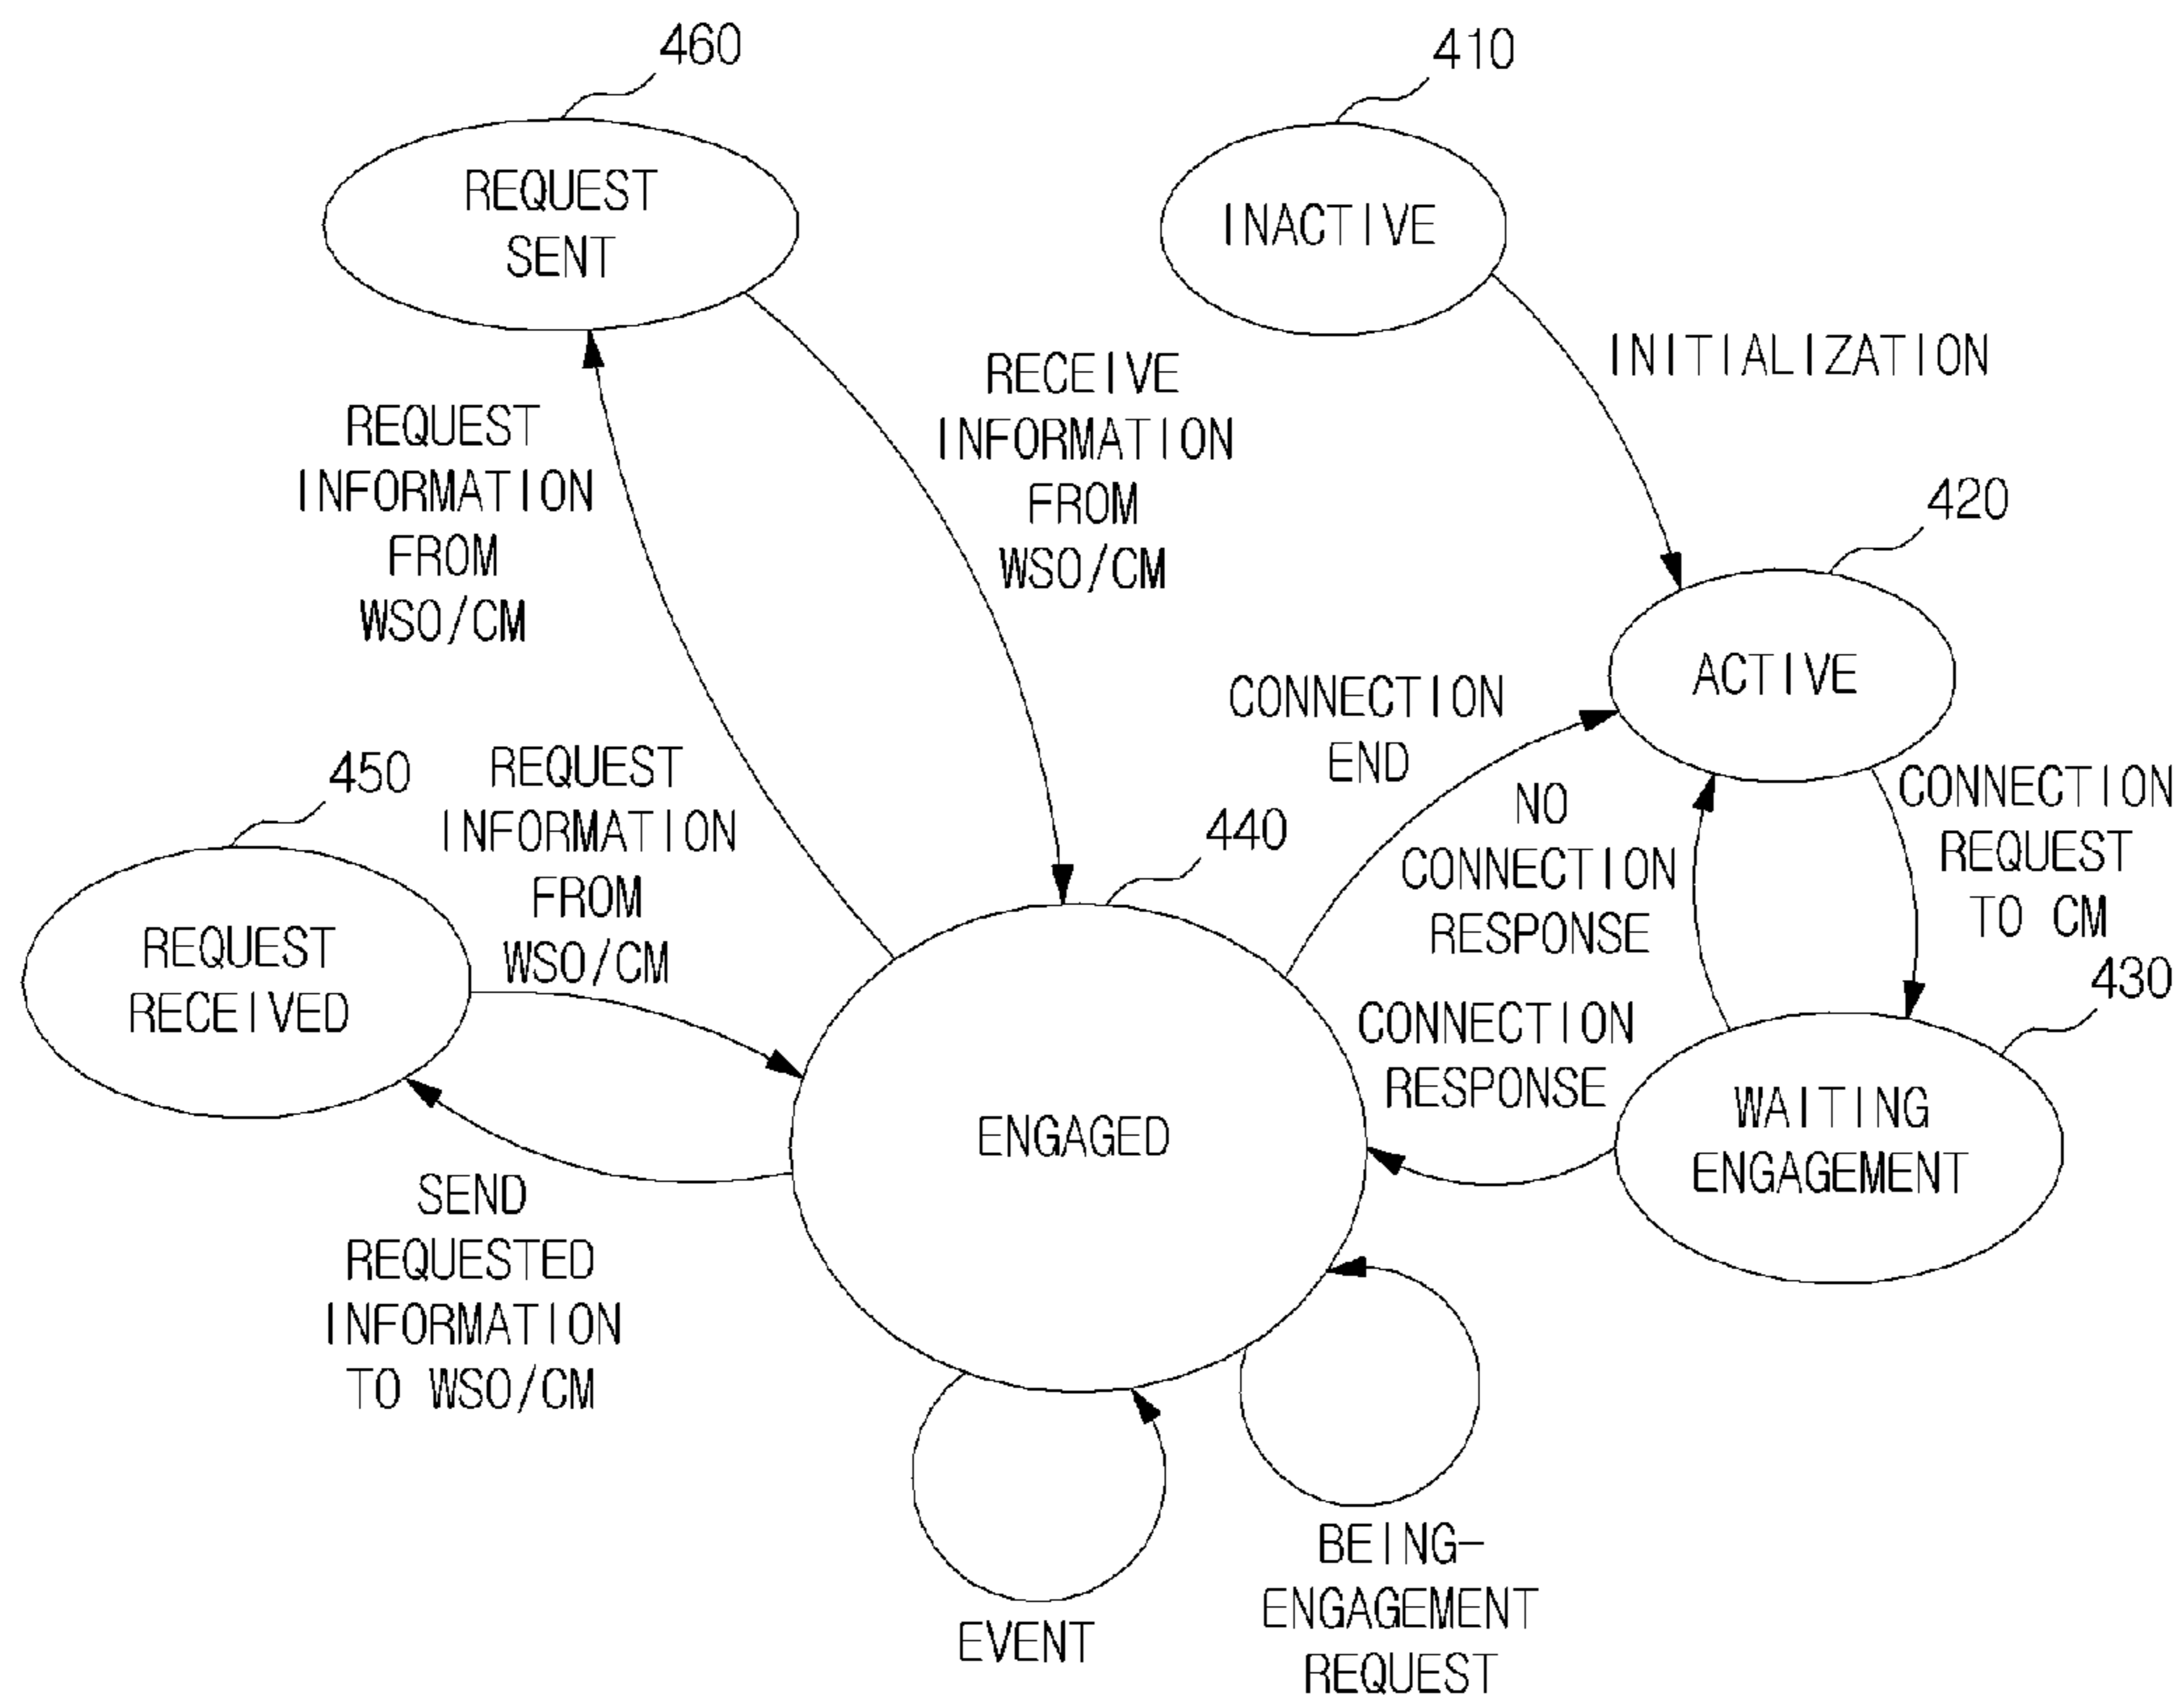 460
410
REQUEST
SENT
INACTIVE
INITIALIZATION
RECEIVE
INFORMATION
FROM
WSO/CM
REQUEST
INFORMATION
FROM
WSO/CM
420
ACTIVE
CONNECTION
END
450
REQUEST
INFORMATION
FROM
WSO/CM
440
NO
CONNECTION
RESPONSE
CONNECTION
REQUEST
TO CM
430
REQUEST
RECEIVED
CONNECTION
RESPONSE
WAITING
ENGAGEMENT
ENGAGED
SEND
REQUESTED
INFORMATION
TO WSO/CM
BEING-
ENGAGEMENT
REQUEST
EVENT